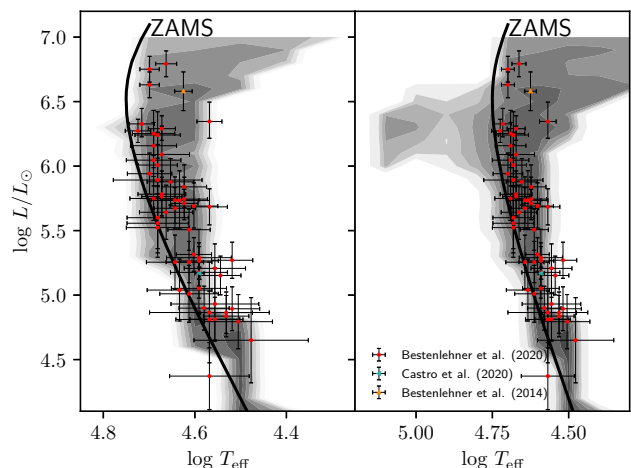 ZAMS
ZAMS
7.0
6.5
6.0
5.5
5.0
4.5
log L/L⊙
Bestenlehner et al. (2020)
Castro et al. (2020)
Bestenlehner et al. (2014)
4.8 4.6 4.4
5.00 4.75 4.50
log Teff
log Teff